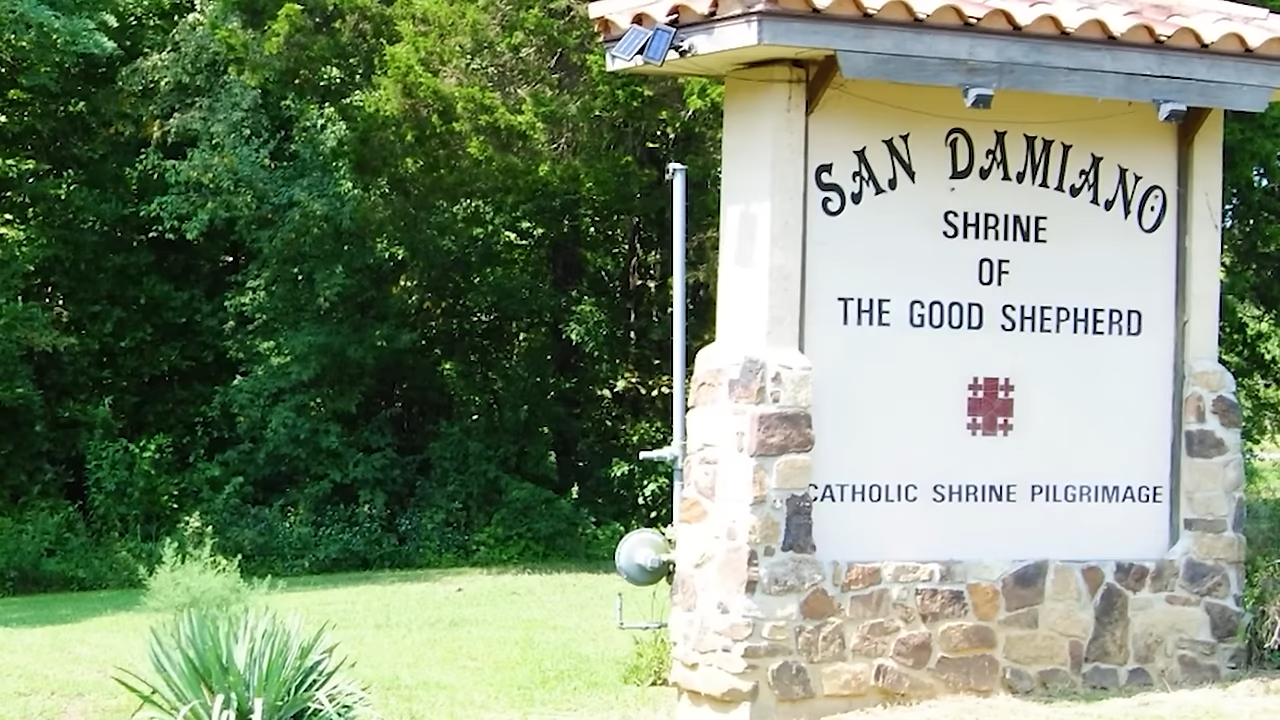 SAN DAMIANO
SHRINE
OF
THE GOOD SHEPHERD
CATHOLIC SHRINE PILGRIMAGE